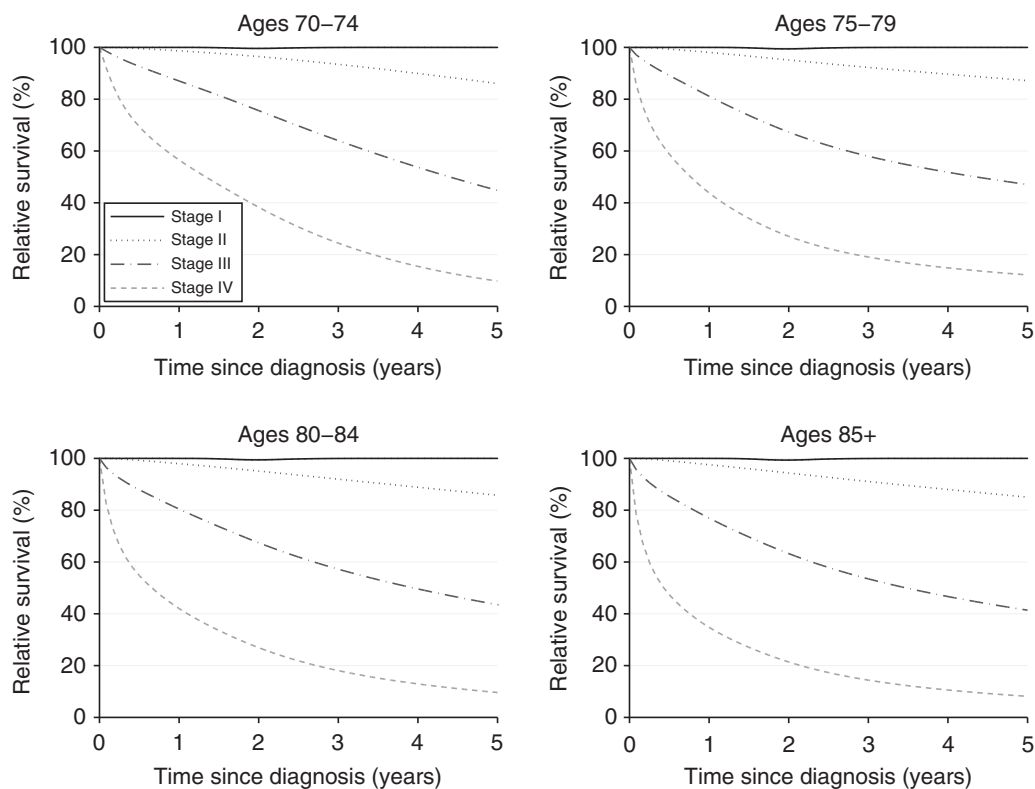 Ages 70–74
Relative survival (%)
100
80
60
40
20
0
Stage I
Stage II
Stage III
Stage IV
0 1 2 3 4 5
Time since diagnosis (years)
Ages 75–79
Relative survival (%)
100
80
60
40
20
0
0 1 2 3 4 5
Time since diagnosis (years)
Ages 80–84
Relative survival (%)
100
80
60
40
20
0
0 1 2 3 4 5
Time since diagnosis (years)
Ages 85+
Relative survival (%)
100
80
60
40
20
0
0 1 2 3 4 5
Time since diagnosis (years)